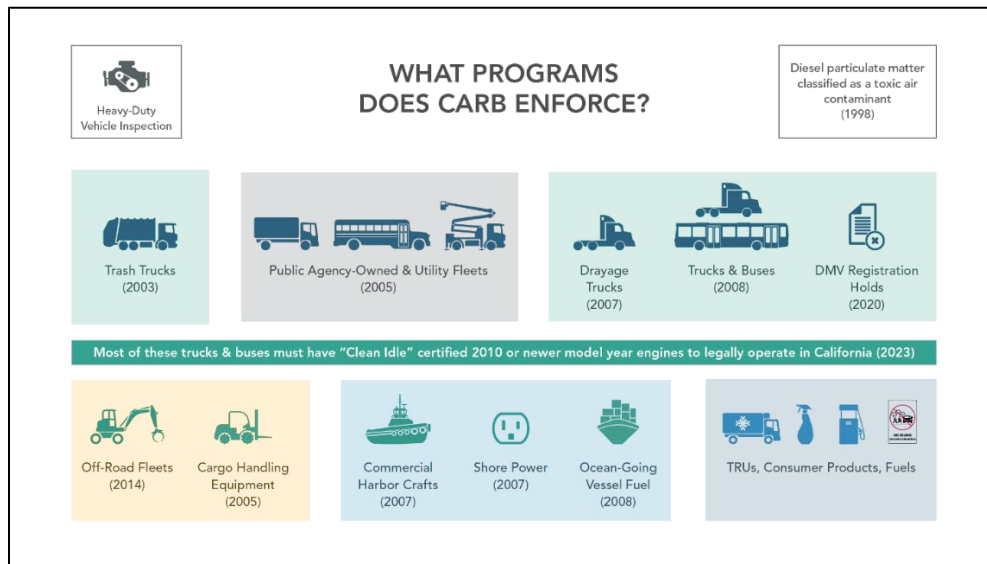 WHAT PROGRAMS
DOES CARB ENFORCE?
Heavy-Duty
Vehicle Inspection
Diesel particulate matter
classified as a toxic air
contaminant
(1998)
Trash Trucks
(2003)
Public Agency-Owned & Utility Fleets
(2005)
Drayage
Trucks
(2007)
Trucks & Buses
(2008)
DMV Registration
Holds
(2020)
Most of these trucks & buses must have “Clean Idle” certified 2010 or newer model year engines to legally operate in California (2023)
Off-Road Fleets
(2014)
Cargo Handling
Equipment
(2005)
Commercial
Harbor Crafts
(2007)
Shore Power
(2007)
Ocean-Going
Vessel Fuel
(2008)
TRUs, Consumer Products, Fuels